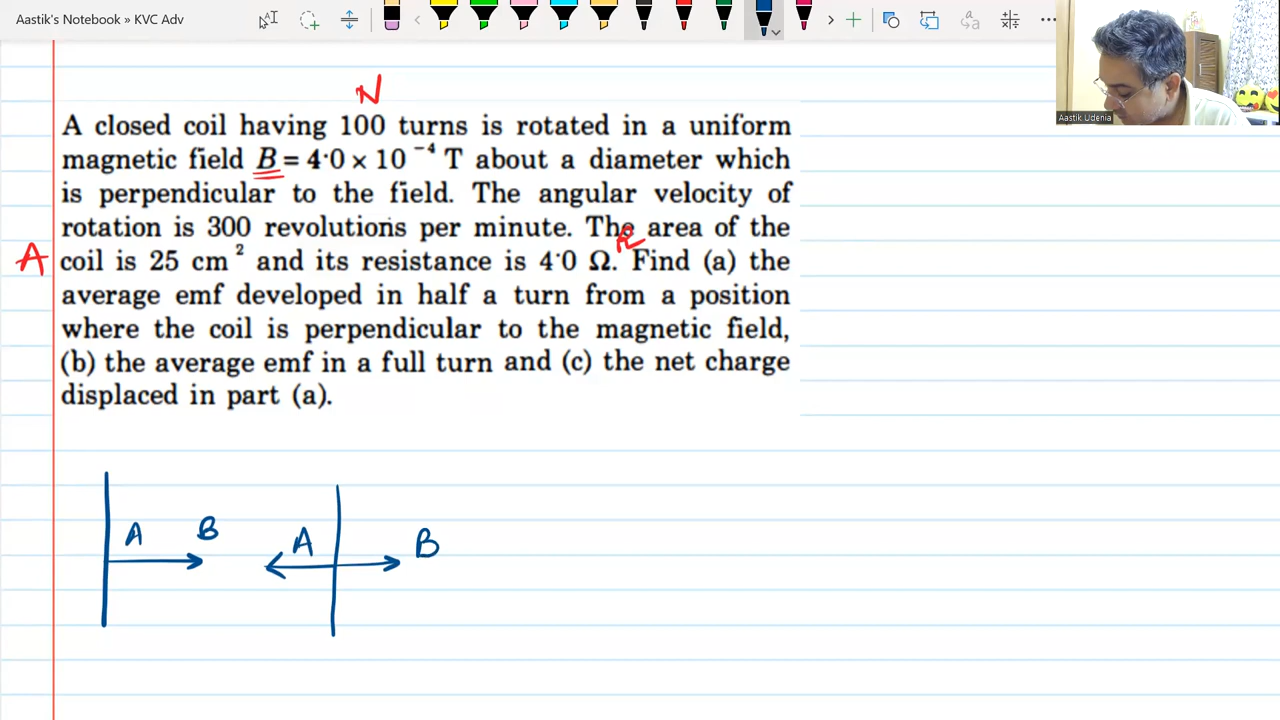 Aastik's Notebook » KVC Adv
Aastik Udenia
N
A closed coil having 100 turns is rotated in a uniform
magnetic field B = 4·0 × 10⁻⁴ T about a diameter which
is perpendicular to the field. The angular velocity of
rotation is 300 revolutions per minute. The area of the
R
A coil is 25 cm² and its resistance is 4·0 Ω. Find (a) the
average emf developed in half a turn from a position
where the coil is perpendicular to the magnetic field,
(b) the average emf in a full turn and (c) the net charge
displaced in part (a).
A B A B